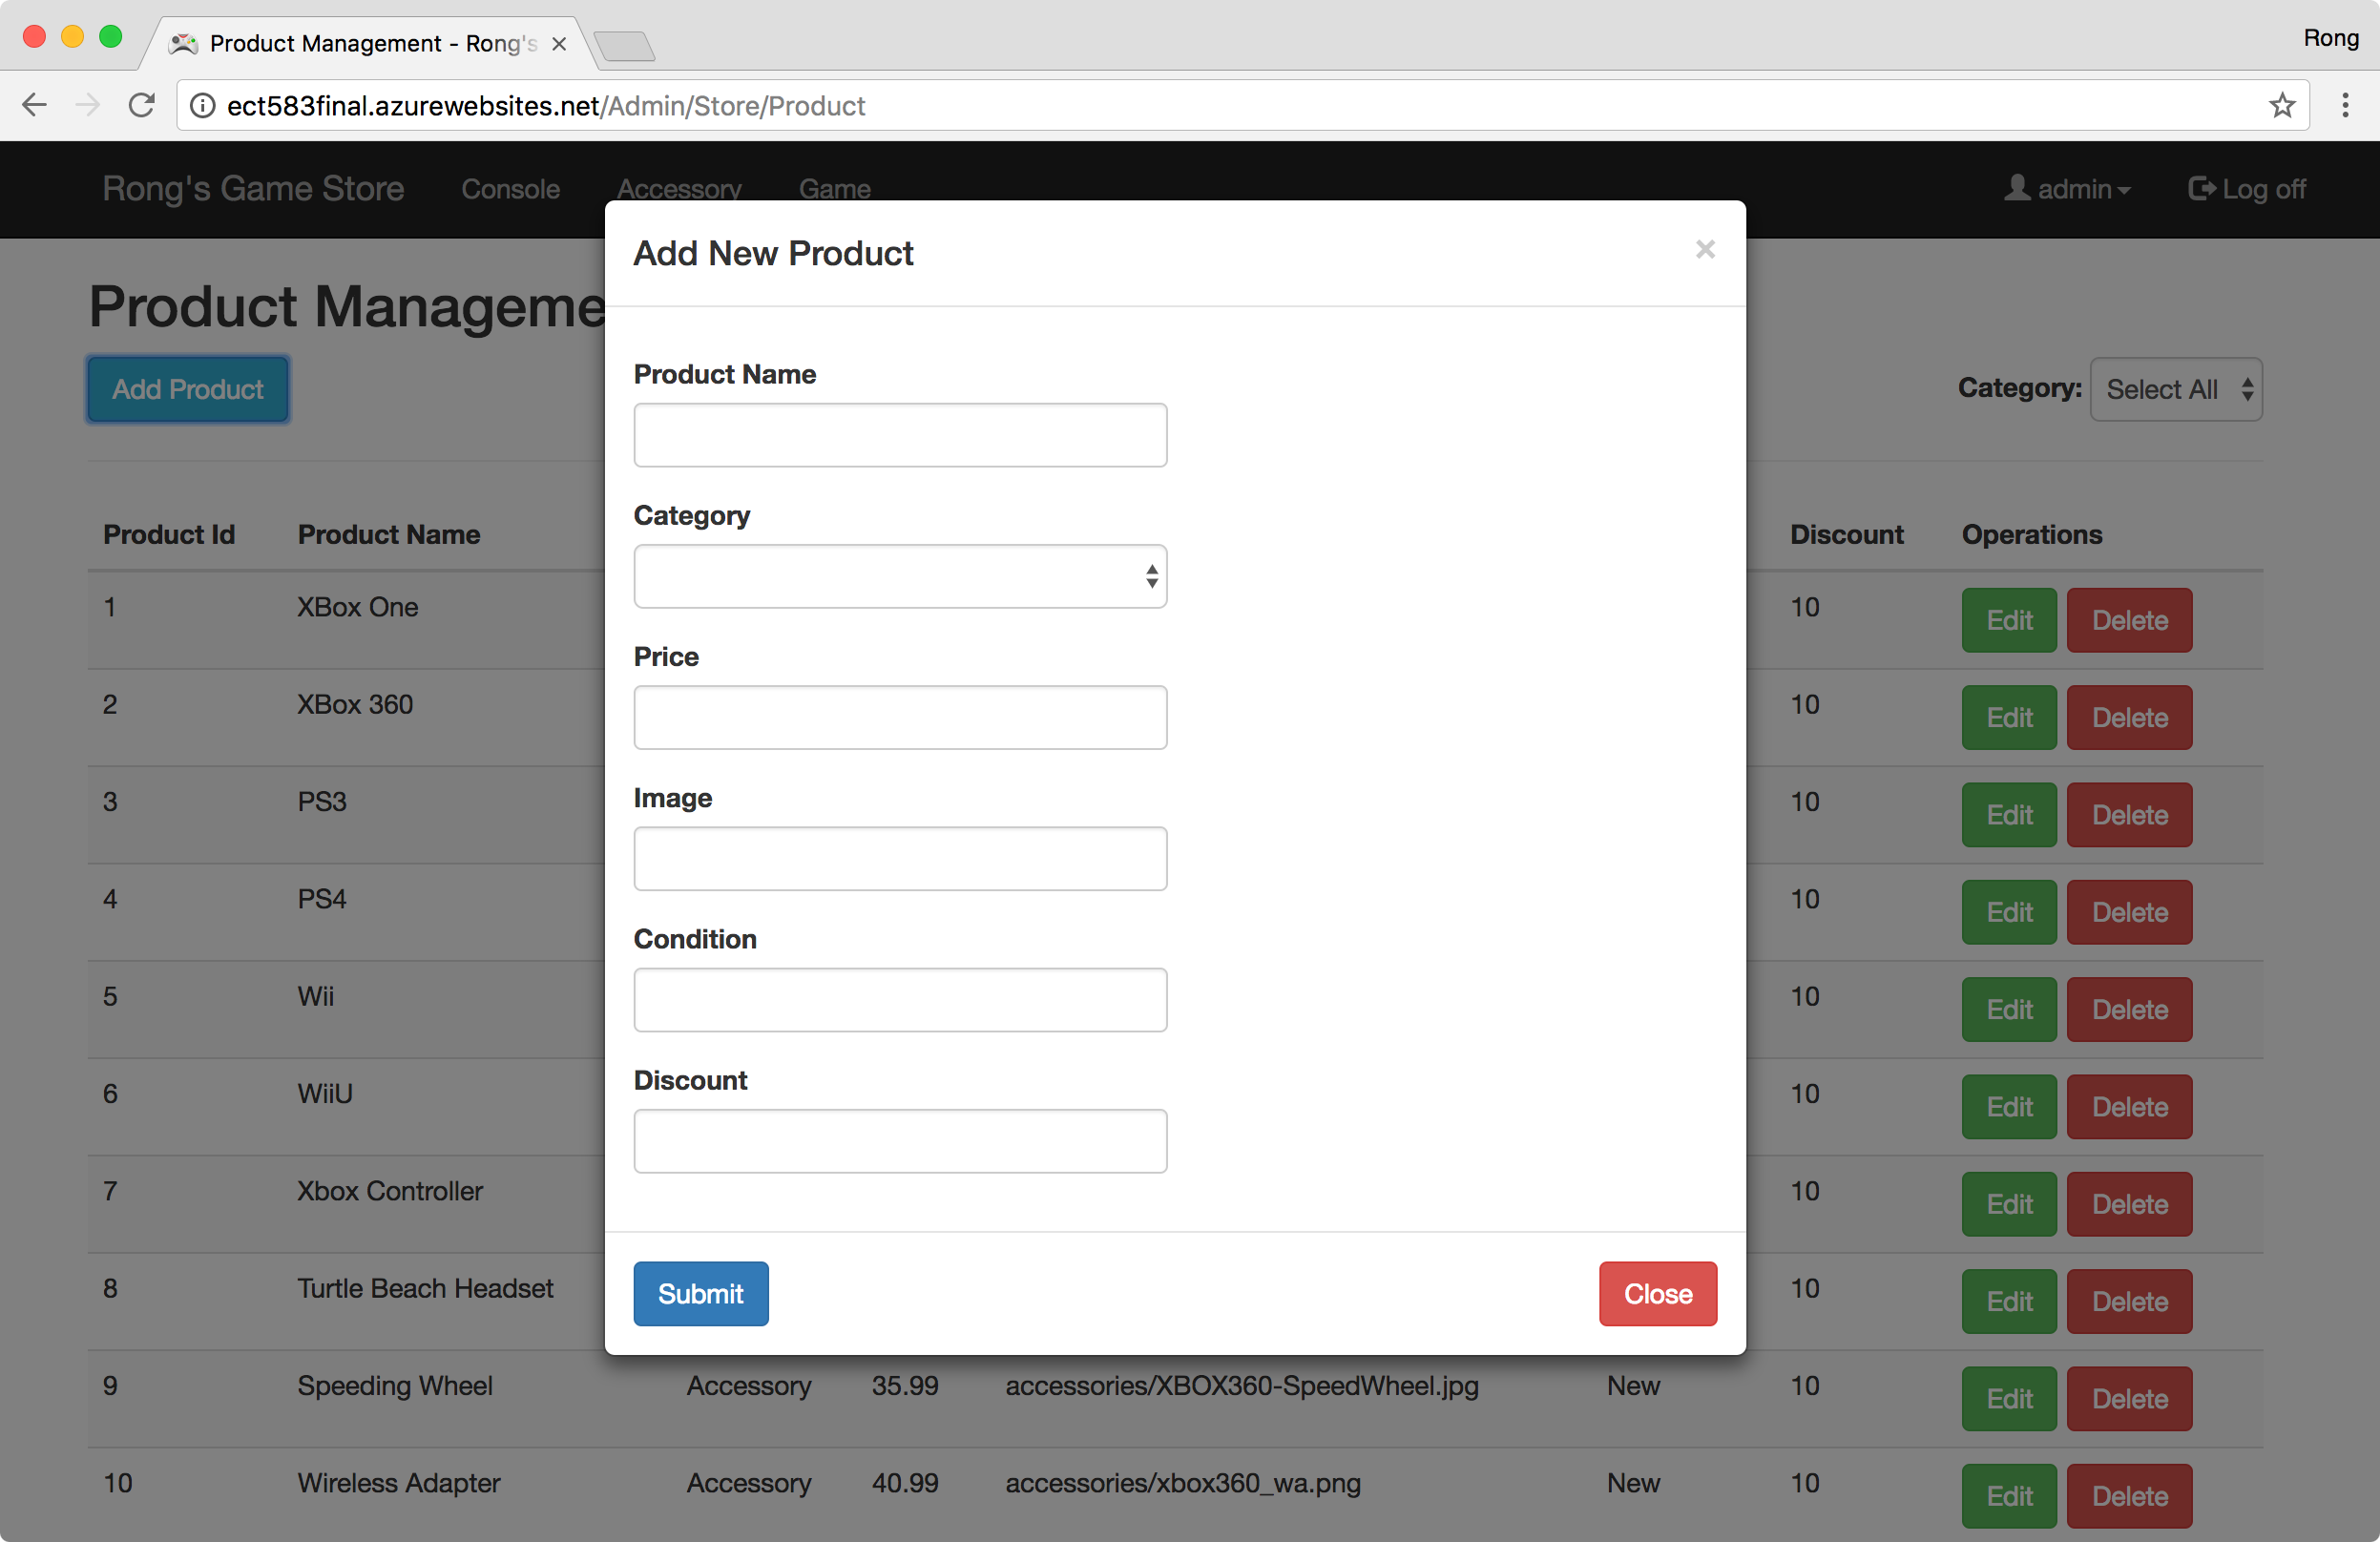 Product Management - Rong's
Rong
ect583final.azurewebsites.net/Admin/Store/Product
Rong's Game Store Console Accessory Game admin Log off
Add New Product ×
Product Manageme
Product Name
Add Product Category: Select All
Category
Product Id Product Name Discount Operations
1 XBox One 10 Edit Delete
Price
2 XBox 360 10 Edit Delete
Image
3 PS3 10 Edit Delete
4 PS4 10 Edit Delete
Condition
5 Wii 10 Edit Delete
Discount
6 WiiU 10 Edit Delete
7 Xbox Controller 10 Edit Delete
8 Turtle Beach Headset 10 Edit Delete
Submit Close
9 Speeding Wheel Accessory 35.99 accessories/XBOX360-SpeedWheel.jpg New 10 Edit Delete
10 Wireless Adapter Accessory 40.99 accessories/xbox360_wa.png New 10 Edit Delete